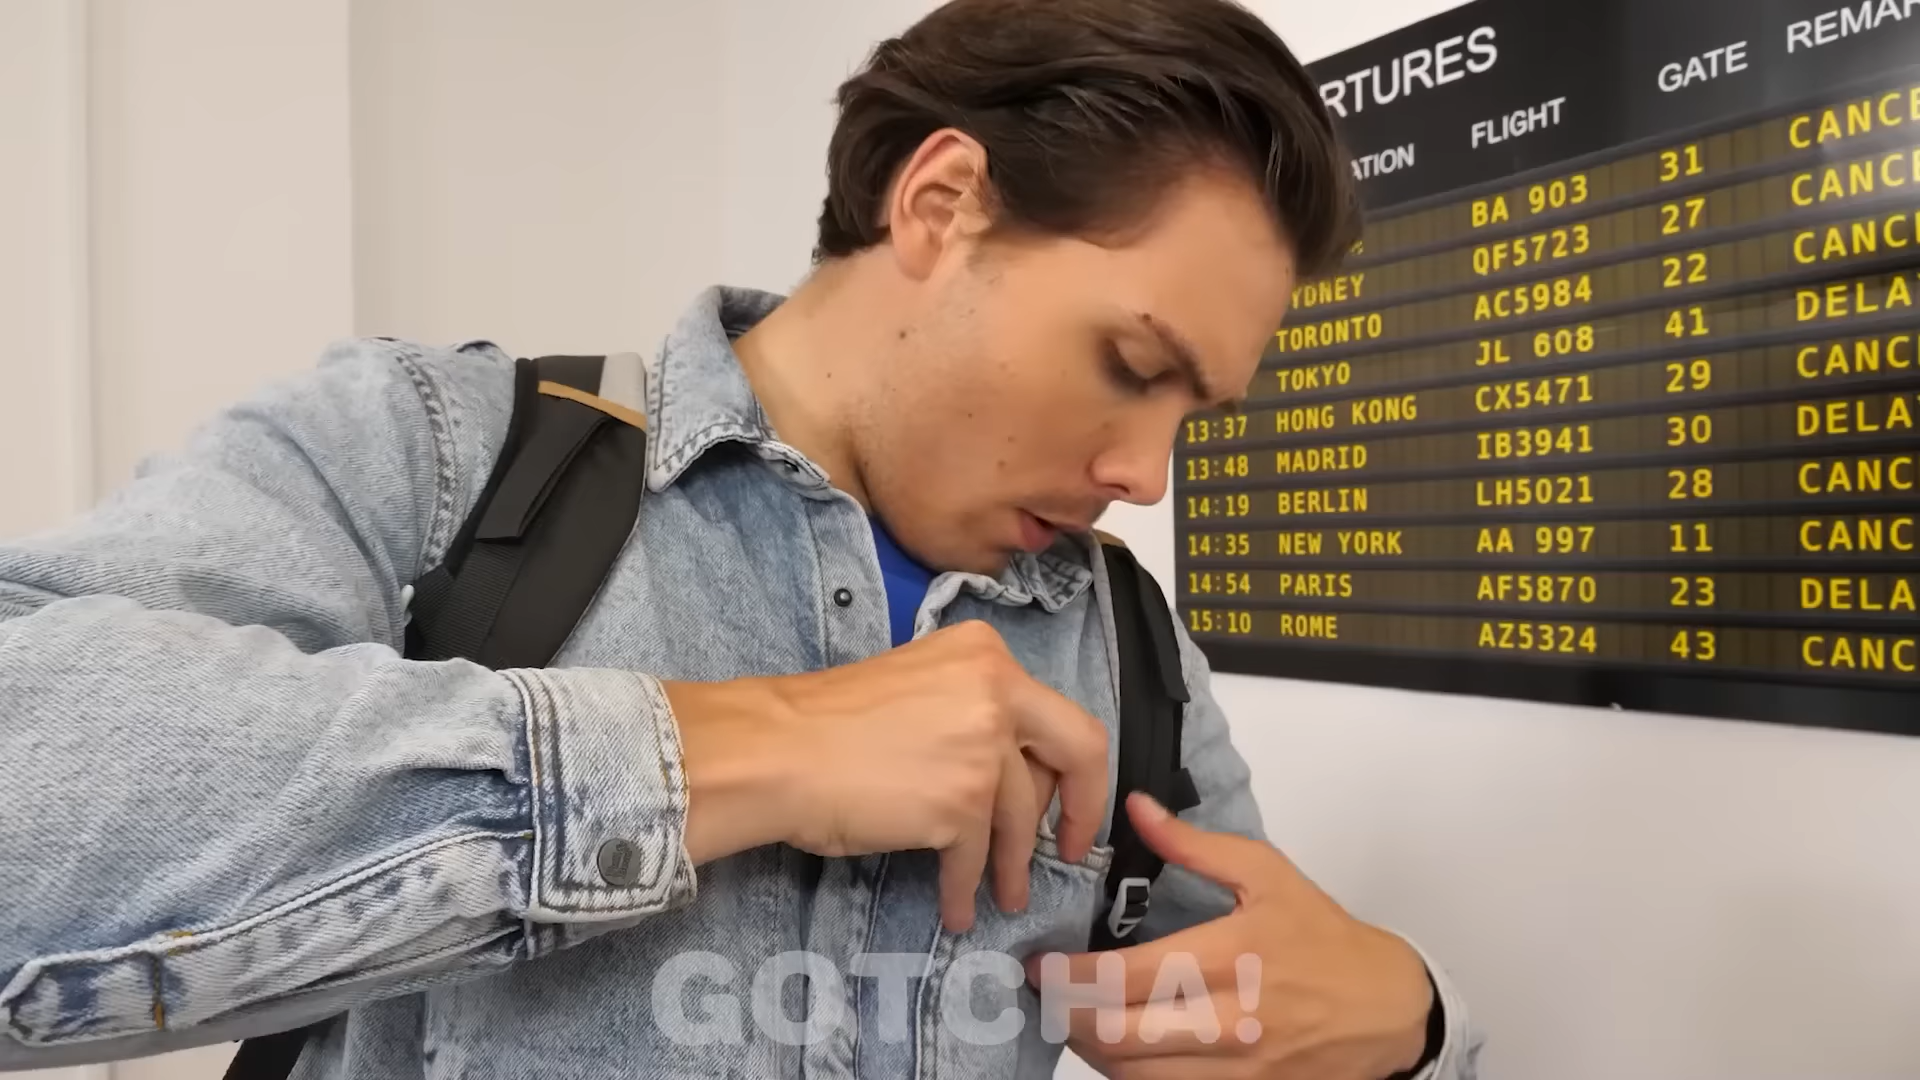 RTURES
ATION FLIGHT GATE REMAR
BA 903 31 CANCE
YDNEY QF5723 27 CANCE
TORONTO AC5984 22 CANC
TOKYO JL 608 41 DELA
13:37 HONG KONG CX5471 29 CANC
13:48 MADRID IB3941 30 DELA
14:19 BERLIN LH5021 28 CANC
14:35 NEW YORK AA 997 11 CANC
14:54 PARIS AF5870 23 DELA
15:10 ROME AZ5324 43 CANC
GOTCHA!